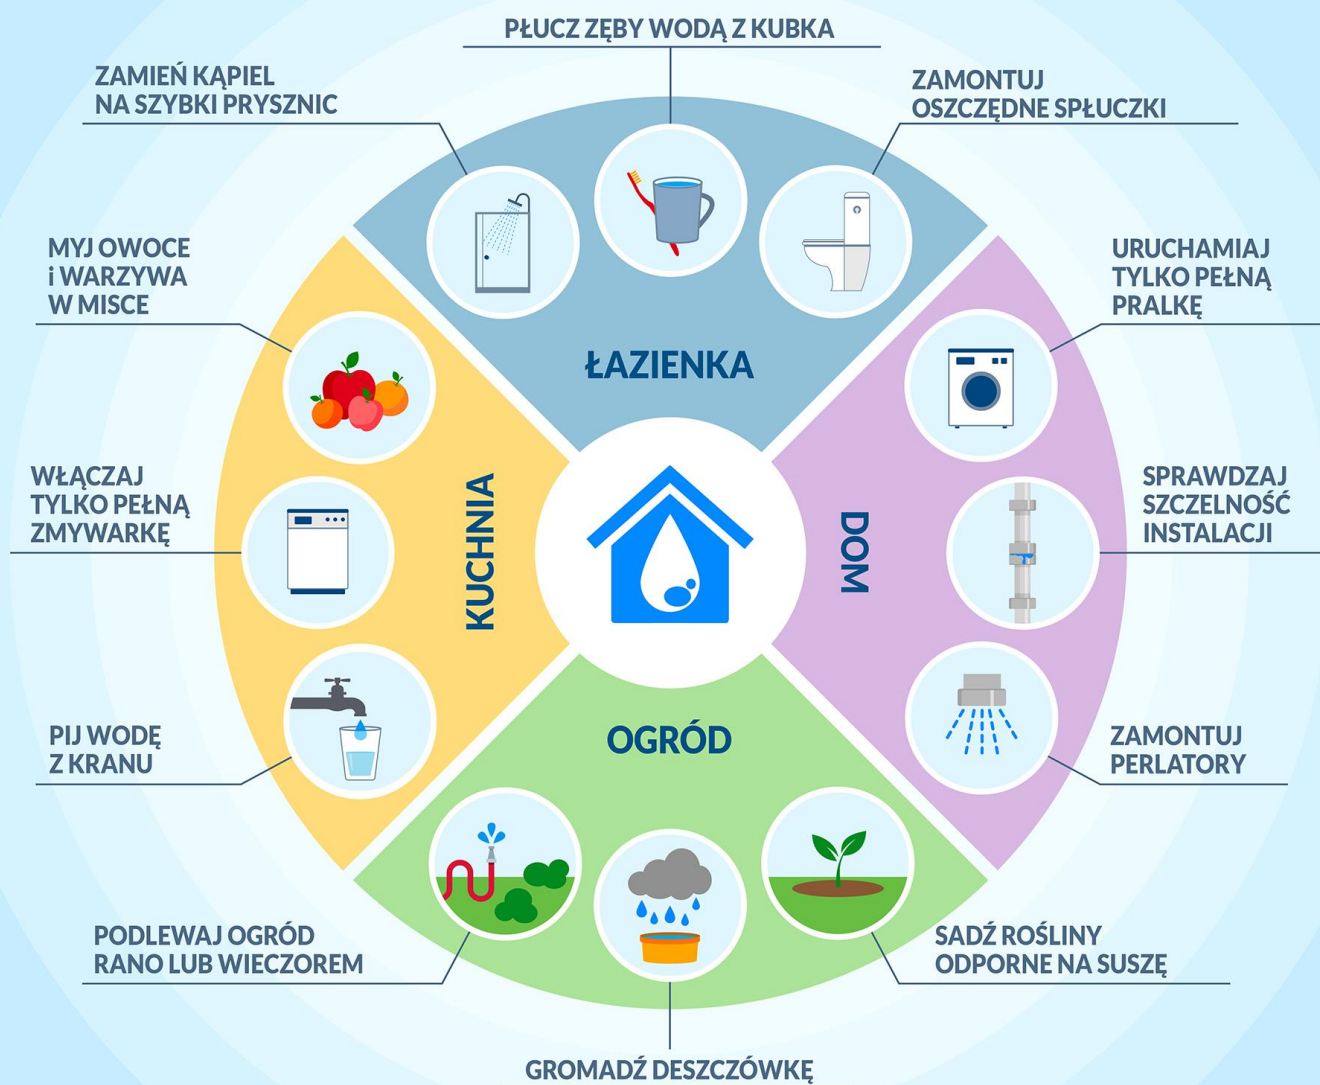 PŁUCZ ZĘBY WODĄ Z KUBKA
ZAMIEŃ KĄPIEL
NA SZYBKI PRYSZNIC
ZAMONTUJ
OSZCZĘDNE SPŁUCZKI
MYJ OWOCE
i WARZYWA
W MISCE
URUCHAMIAJ
TYLKO PEŁNĄ
PRALKĘ
ŁAZIENKA
WŁĄCZAJ
TYLKO PEŁNĄ
ZMYWARKĘ
KUCHNIA
DOM
SPRAWDZAJ
SZCZELNOŚĆ
INSTALACJI
PIJ WODĘ
Z KRANU
OGRÓD
ZAMONTUJ
PERLATORY
PODLEWAJ OGRÓD
RANO LUB WIECZOREM
SADŹ ROŚLINY
ODPORNE NA SUSZĘ
GROMADŹ DESZCZÓWKĘ